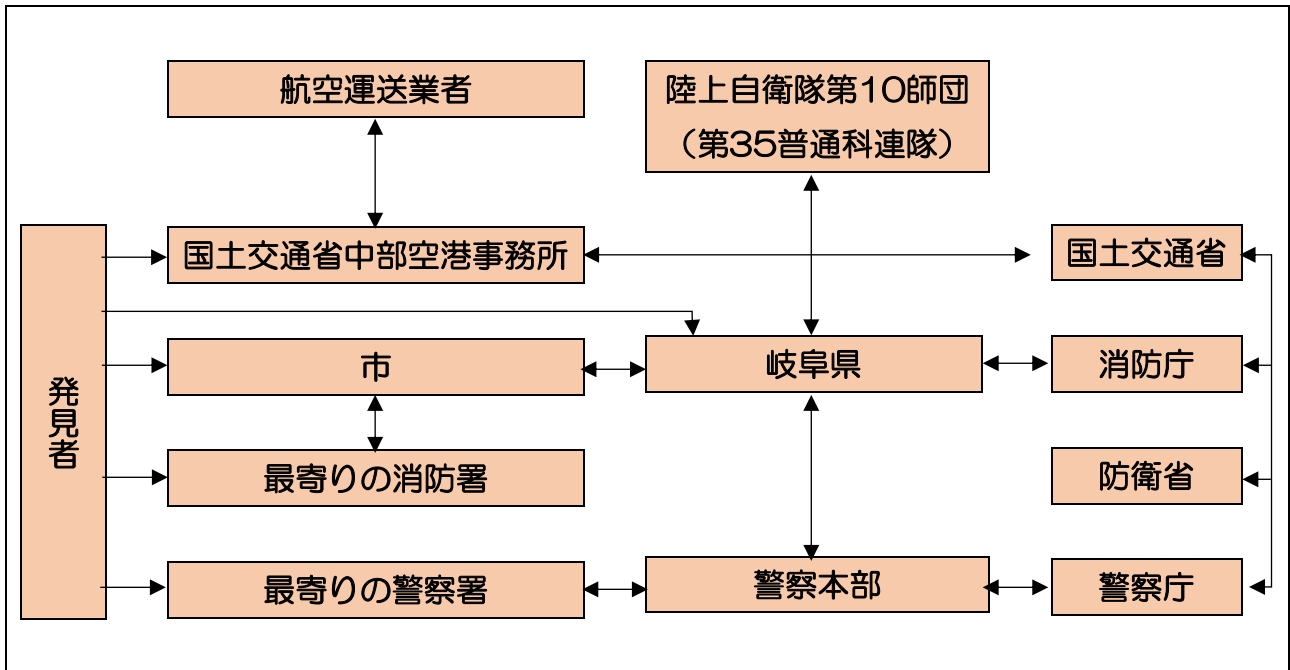 航空運送業者
陸上自衛隊第10師団
（第35普通科連隊）
発見者
国土交通省中部空港事務所
国土交通省
市
岐阜県
消防庁
最寄りの消防署
防衛省
最寄りの警察署
警察本部
警察庁